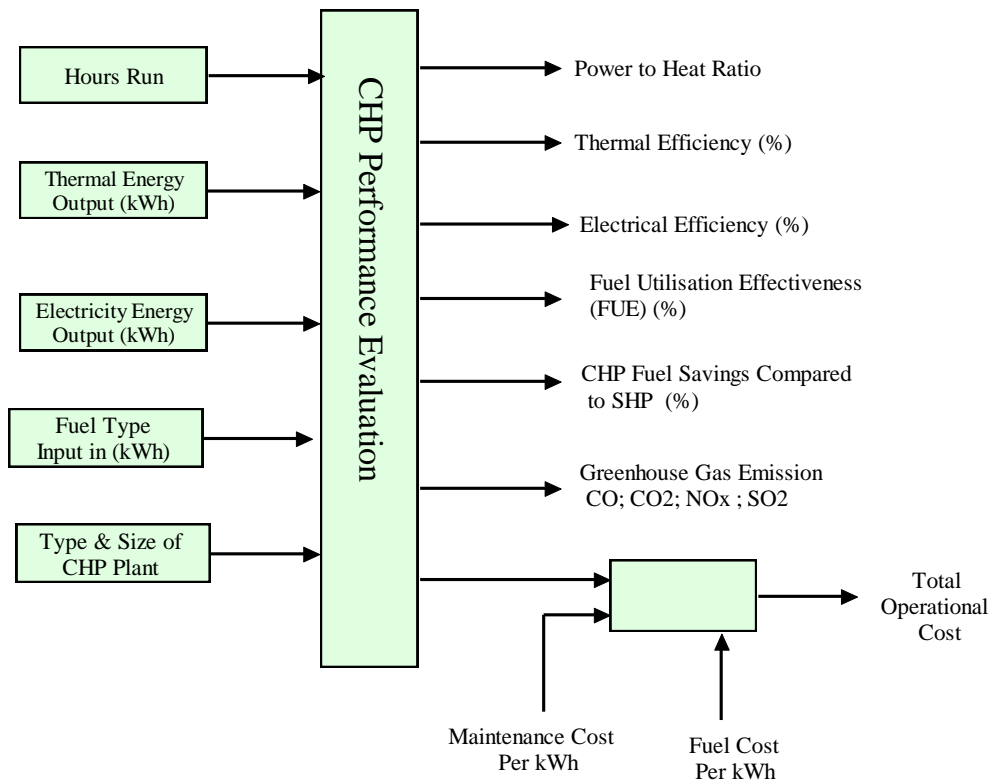 Hours Run
Thermal Energy
Output (kWh)
Electricity Energy
Output (kWh)
Fuel Type
Input in (kWh)
Type & Size of
CHP Plant
CHP Performance Evaluation
Power to Heat Ratio
Thermal Efficiency (%)
Electrical Efficiency (%)
Fuel Utilisation Effectiveness
(FUE) (%)
CHP Fuel Savings Compared
to SHP (%)
Greenhouse Gas Emission
CO; CO2; NOx ; SO2
Total
Operational
Cost
Maintenance Cost
Per kWh
Fuel Cost
Per kWh